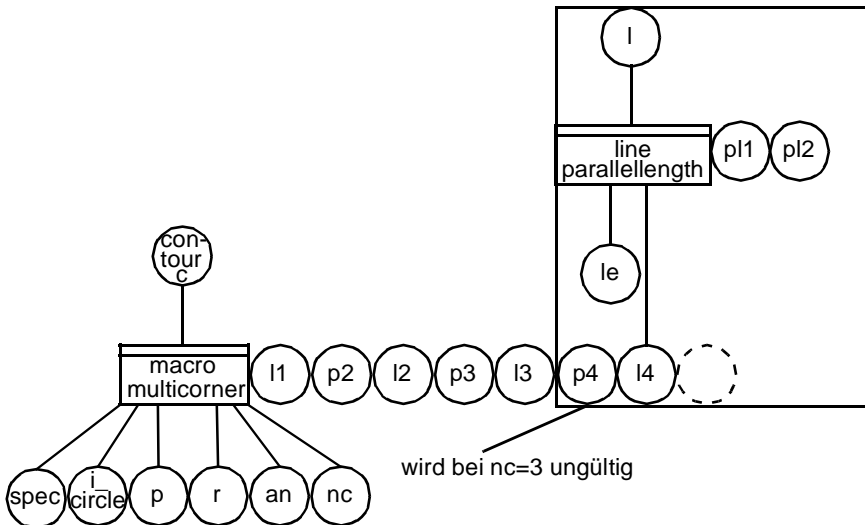 l
line
parallellength
pl1
pl2
con-
tour
c
le
macro
multicorner
l1
p2
l2
p3
l3
p4
l4
wird bei nc=3 ungültig
spec
i_
circle
p
r
an
nc